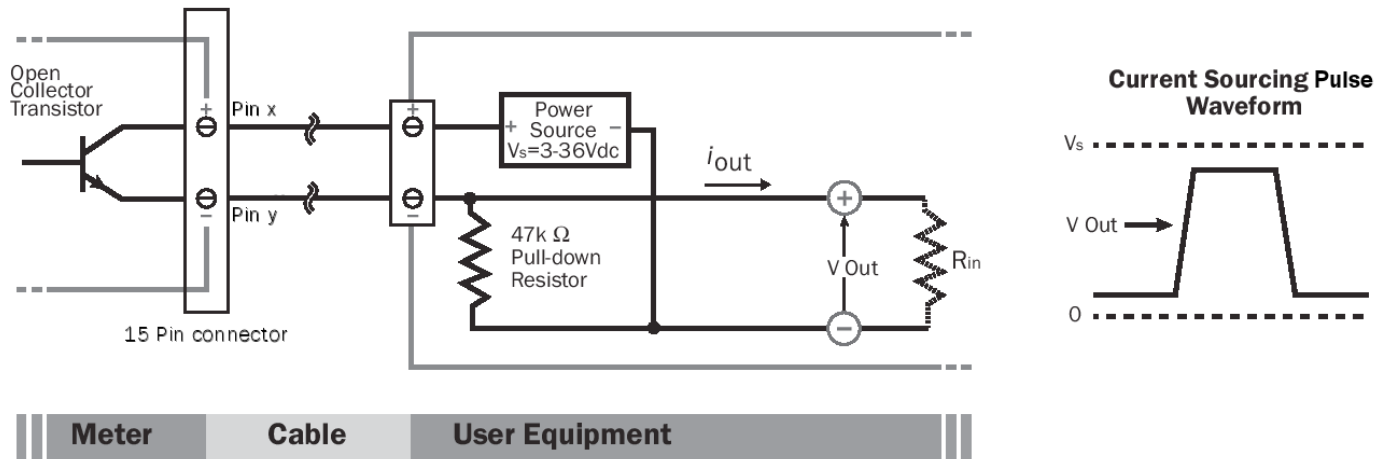 Open
Collector
Transistor
+
Pin x
−
Pin y
15 Pin connector
+
−
Power
+ Source −
Vs=3-36Vdc
iout
47k Ω
Pull-down
Resistor
+
V Out
−
Rin
Current Sourcing Pulse
Waveform
Vs
V Out
0
Meter
Cable
User Equipment